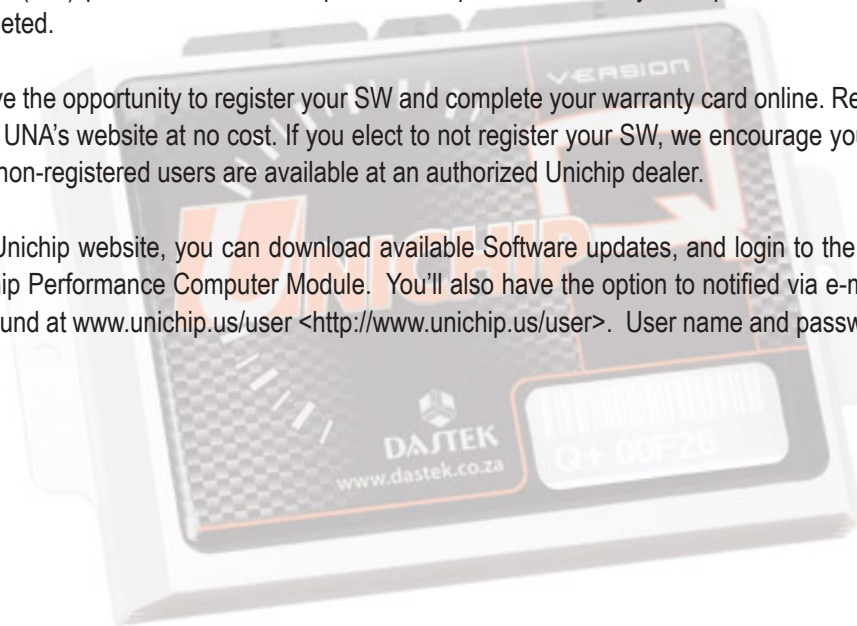 eted.
VERSION
ve the opportunity to register your SW and complete your warranty card online. Re
UNA's website at no cost. If you elect to not register your SW, we encourage you
non-registered users are available at an authorized Unichip dealer.
Q
UNICHIP
Unichip website, you can download available Software updates, and login to the
ip Performance Computer Module. You'll also have the option to notified via e-m
und at www.unichip.us/user <http://www.unichip.us/user>. User name and passw
DASTEK
www.dastek.co.za
Q+ 00F26